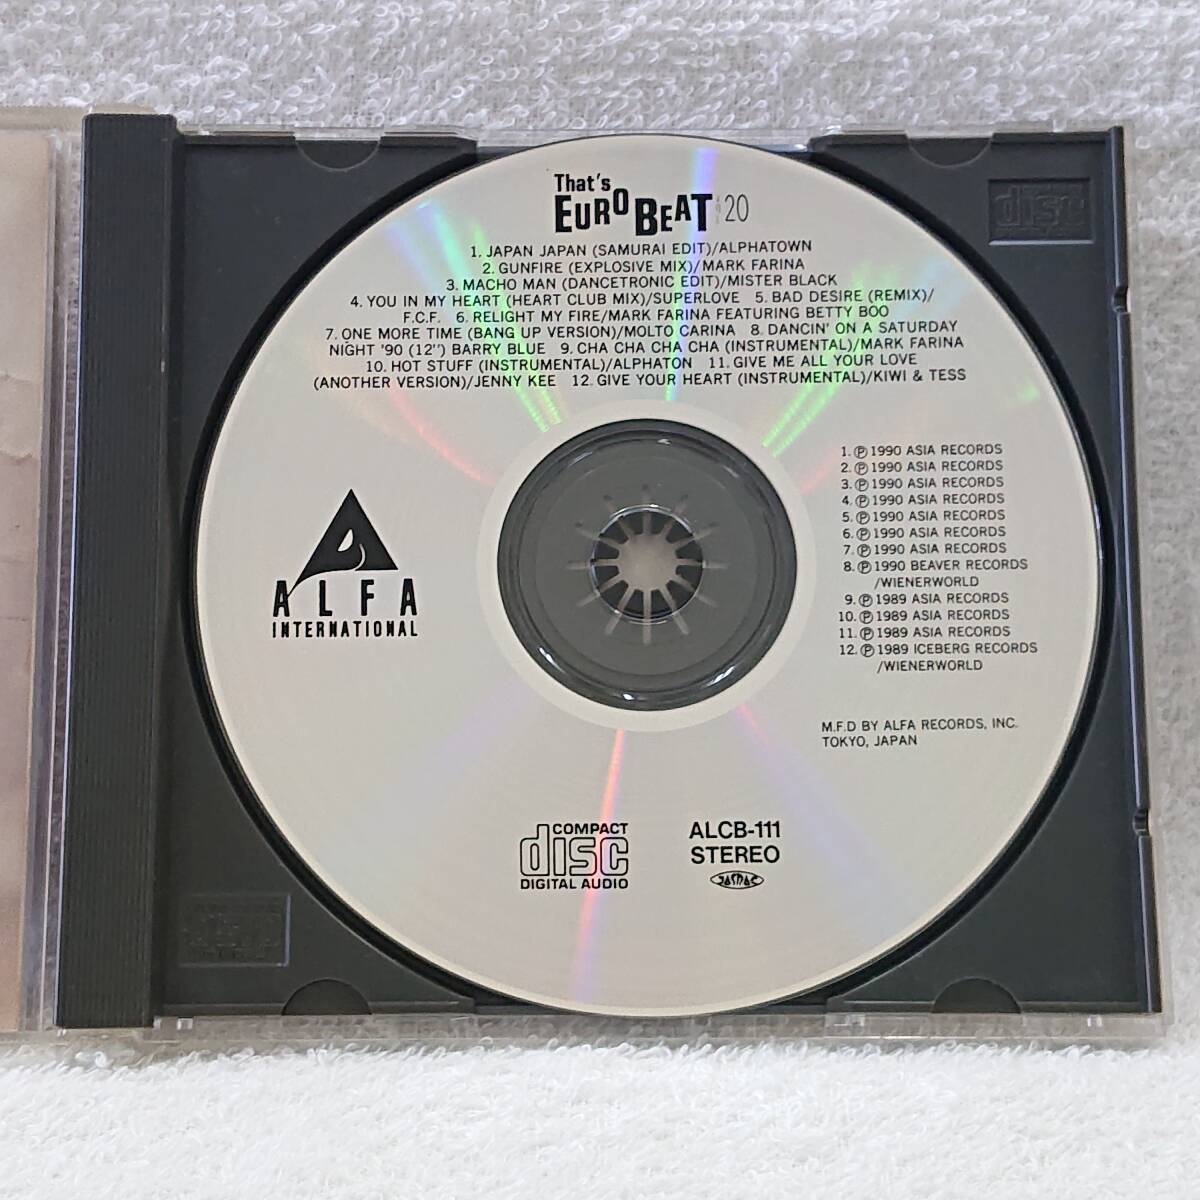 That's
EUROBEAT VOL. 20
1. JAPAN JAPAN (SAMURAI EDIT)/ALPHATOWN
2. GUNFIRE (EXPLOSIVE MIX)/MARK FARINA
3. MACHO MAN (DANCETRONIC EDIT)/MISTER BLACK
4. YOU IN MY HEART (HEART CLUB MIX)/SUPERLOVE 5. BAD DESIRE (REMIX)/
F.C.F. 6. RELIGHT MY FIRE/MARK FARINA FEATURING BETTY BOO
7. ONE MORE TIME (BANG UP VERSION)/MOLTO CARINA 8. DANCIN' ON A SATURDAY
NIGHT '90 (12") BARRY BLUE 9. CHA CHA CHA CHA (INSTRUMENTAL)/MARK FARINA
10. HOT STUFF (INSTRUMENTAL)/ALPHATON 11. GIVE ME ALL YOUR LOVE
(ANOTHER VERSION)/JENNY KEE 12. GIVE YOUR HEART (INSTRUMENTAL)/KIWI & TESS
1. Ⓟ 1990 ASIA RECORDS
2. Ⓟ 1990 ASIA RECORDS
3. Ⓟ 1990 ASIA RECORDS
4. Ⓟ 1990 ASIA RECORDS
5. Ⓟ 1990 ASIA RECORDS
6. Ⓟ 1990 ASIA RECORDS
7. Ⓟ 1990 ASIA RECORDS
8. Ⓟ 1990 BEAVER RECORDS
/WIENERWORLD
9. Ⓟ 1989 ASIA RECORDS
10. Ⓟ 1989 ASIA RECORDS
11. Ⓟ 1989 ASIA RECORDS
12. Ⓟ 1989 ICEBERG RECORDS
/WIENERWORLD
ALFA
INTERNATIONAL
M.F.D BY ALFA RECORDS, INC.
TOKYO, JAPAN
COMPACT
disc
DIGITAL AUDIO
ALCB-111
STEREO
JASRAC
disc